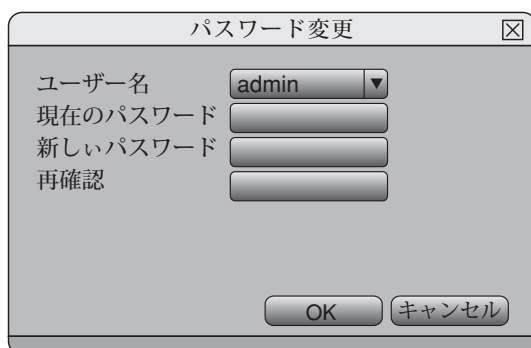 パスワード変更
ユーザー名 admin
現在のパスワード
新しぃパスワード
再確認
OK キャンセル